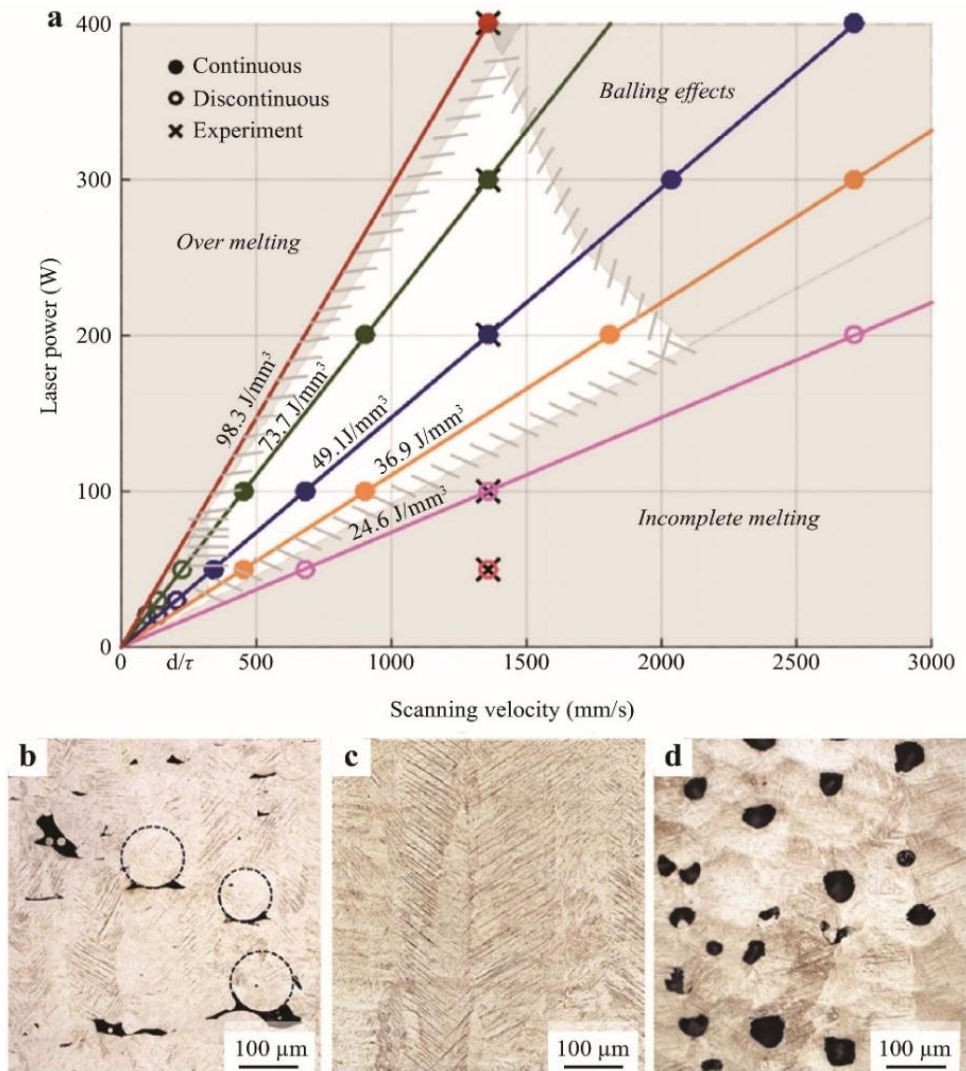 a
400
300
200
100
0
Laser power (W)
Continuous
Discontinuous
Experiment
Balling effects
Over melting
Incomplete melting
98.3 J/mm³
73.7 J/mm³
49.1J/mm³
36.9 J/mm³
24.6 J/mm³
0 d/τ 500 1000 1500 2000 2500 3000
Scanning velocity (mm/s)
b
100 μm
c
100 μm
d
100 μm